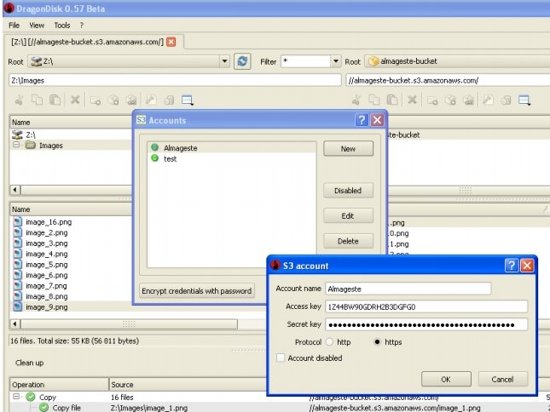 DragonDisk 0.57 Beta
File View Tools ?
[Z:\] [//almageste-bucket.s3.amazonaws.com/]
Root Z:\ Filter * Root almageste-bucket
Z:\Images //almageste-bucket.s3.amazonaws.com/
Name
Z:\
Images
te-bucket
S3 Accounts
Almageste
test
New
Disabled
Edit
Delete
Encrypt credentials with password
Name
image_16.png
image_2.png
image_3.png
image_4.png
image_5.png
image_6.png
image_7.png
image_8.png
image_9.png
.png
0.png
1.png
2.png
16 files. Total size: 55 KB (56 811 bytes)
Clean up
S3 account
Account name Almageste
Access key 1Z44BW90GDRH2B3DGFG0
Secret key
Protocol http https
Account disabled
OK Cancel
Operation Source
Copy 16 files //almageste-bucket.s3.amazonaws.com/
Copy file Z:\Images\image_1.png //almageste-bucket.s3.amazonaws.com/image_1.png